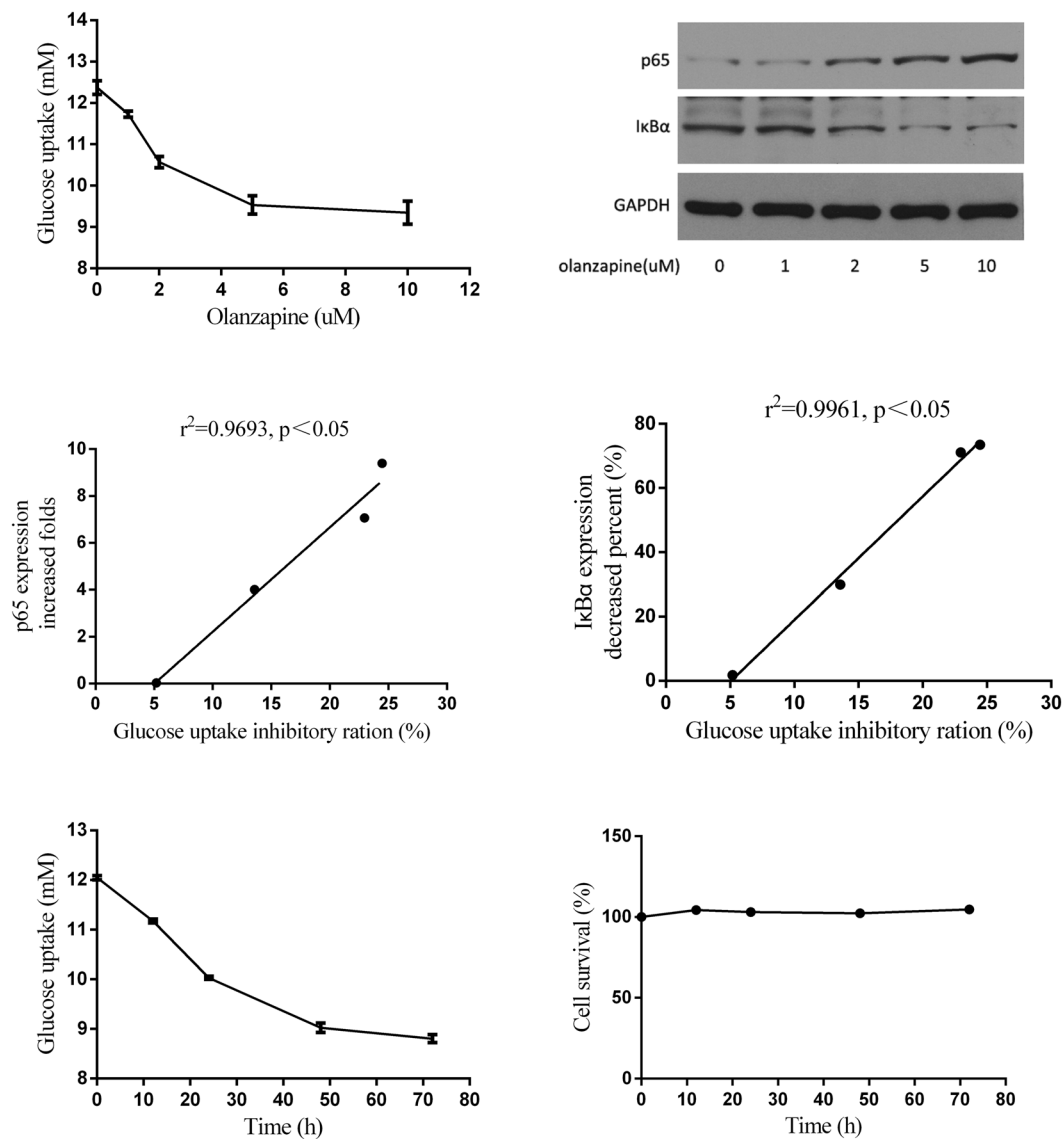 14
13
12
11
10
9
8
0 2 4 6 8 10 12
Glucose uptake (mM)
Olanzapine (uM)
p65
IκBα
GAPDH
olanzapine(uM) 0 1 2 5 10
r²=0.9693, p<0.05
10
8
6
4
2
0
0 5 10 15 20 25 30
p65 expression
increased folds
Glucose uptake inhibitory ration (%)
r²=0.9961, p<0.05
80
60
40
20
0
0 5 10 15 20 25 30
IκBα expression
decreased percent (%)
Glucose uptake inhibitory ration (%)
13
12
11
10
9
8
0 10 20 30 40 50 60 70 80
Glucose uptake (mM)
Time (h)
150
100
50
0
0 10 20 30 40 50 60 70 80
Cell survival (%)
Time (h)